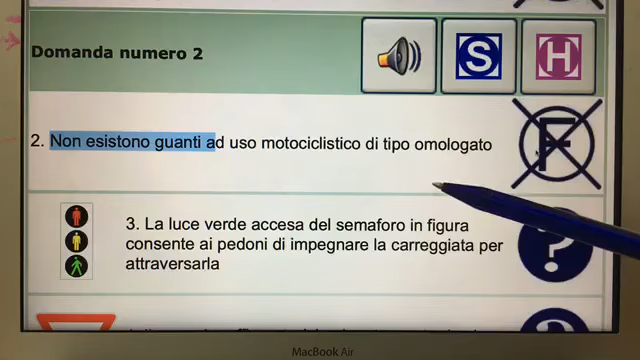 Domanda numero 2
S
H
2. Non esistono guanti ad uso motociclistico di tipo omologato
F
3. La luce verde accesa del semaforo in figura
consente ai pedoni di impegnare la carreggiata per
attraversarla
?
MacBook Air